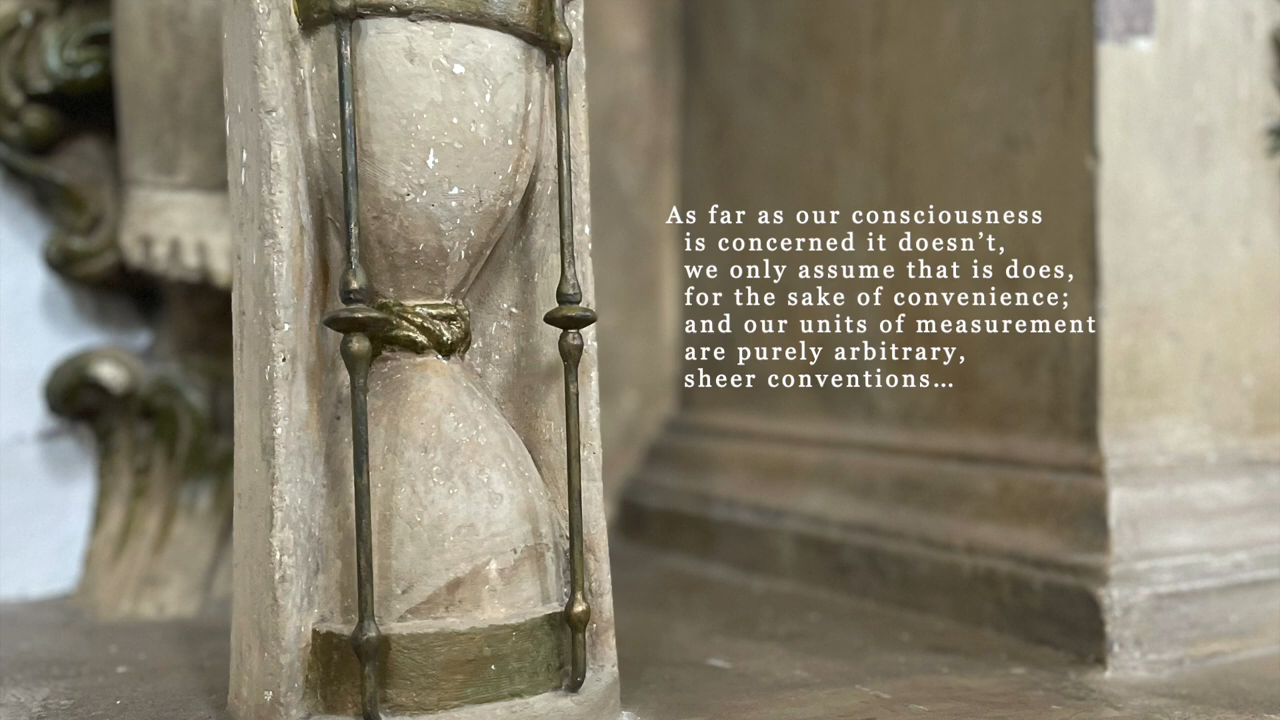 As far as our consciousness
is concerned it doesn’t,
we only assume that is does,
for the sake of convenience;
and our units of measurement
are purely arbitrary,
sheer conventions…